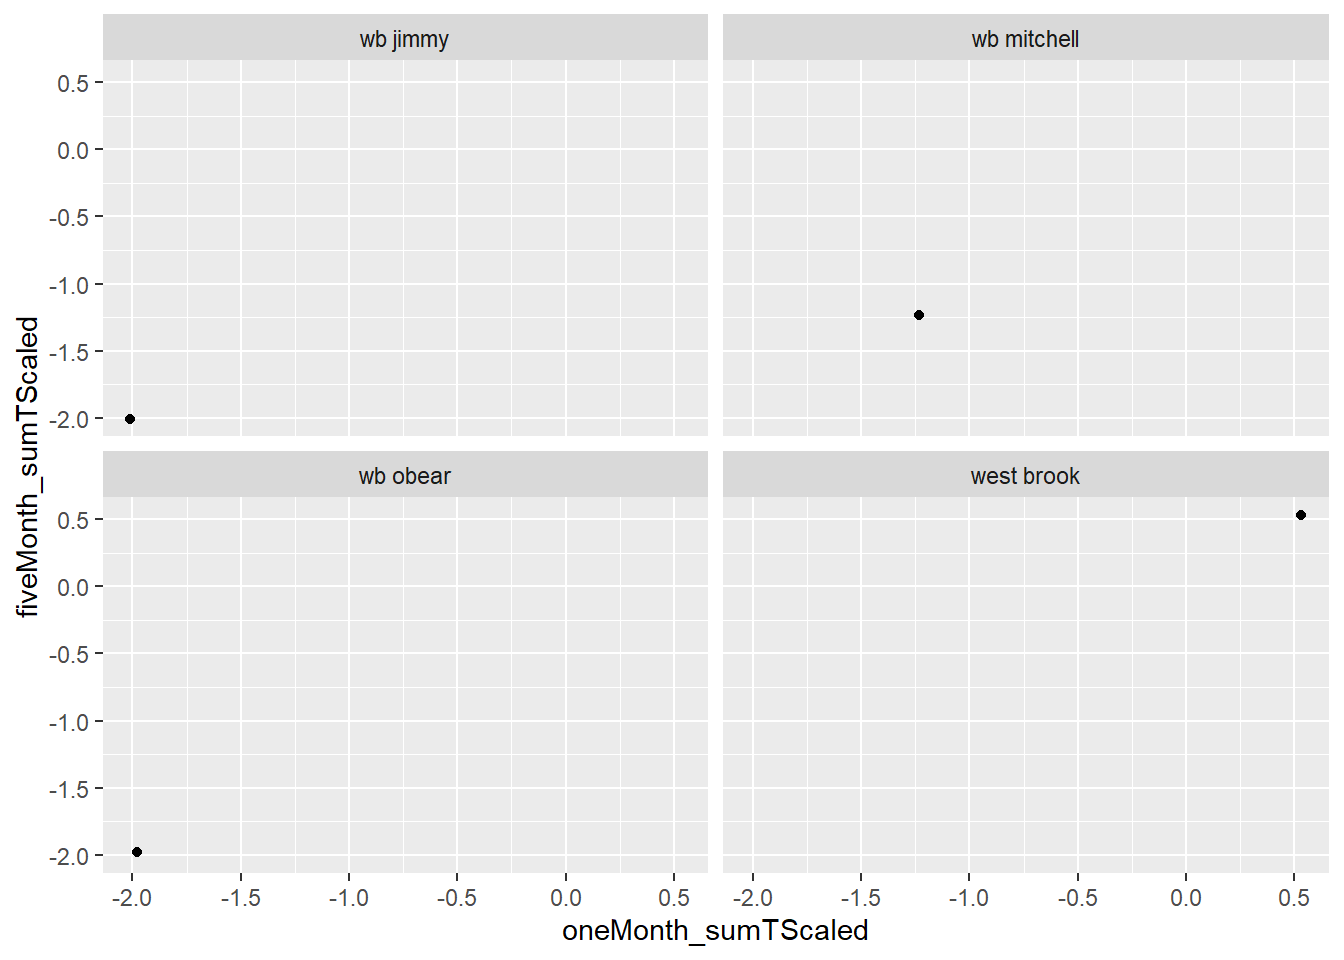 wb jimmy
wb mitchell
0.5
0.0
-0.5
-1.0
-1.5
-2.0
wb obear
west brook
0.5
0.0
-0.5
-1.0
-1.5
-2.0
-2.0 -1.5 -1.0 -0.5 0.0 0.5
-2.0 -1.5 -1.0 -0.5 0.0 0.5
oneMonth_sumTScaled
fiveMonth_sumTScaled